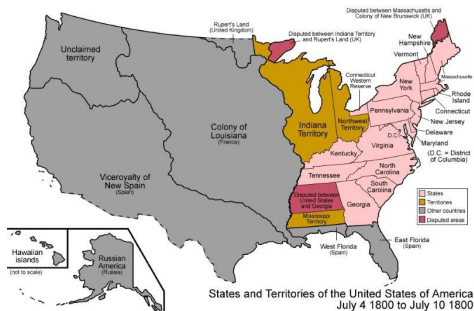 Disputed between Massachusetts and
Colony of New Brunswick (UK)
Rupert's Land
(United Kingdom)
Disputed between Indiana Territory
and Rupert's Land (UK)
New
Hampshire
Vermont
Unclaimed
territory
Connecticut
Western
Reserve
New
York
Massachusetts
Rhode
Island
Connecticut
New Jersey
Delaware
Maryland
(D.C. = District
of Columbia)
Pennsylvania
Northwest
Territory
Indiana
Territory
D.C.
Virginia
Kentucky
Colony of
Louisiana
(France)
Viceroyalty of
New Spain
(Spain)
Tennessee
North
Carolina
South
Carolina
Disputed between
United States
and Georgia
Georgia
Mississippi
Territory
States
Territories
Other countries
Disputed areas
West Florida
(Spain)
East Florida
(Spain)
Hawaiian
islands
(not to scale)
Russian
America
(Russia)
States and Territories of the United States of America
July 4 1800 to July 10 1800